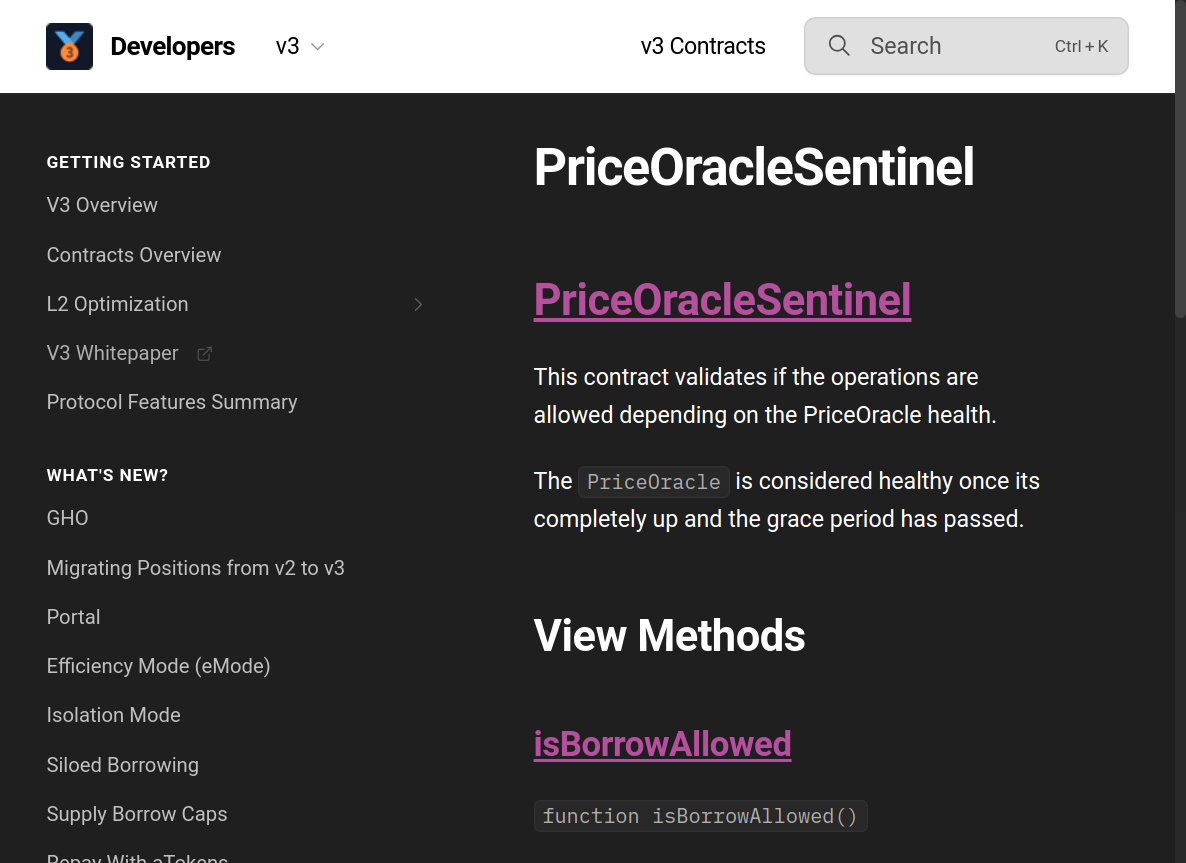 Developers
v3
v3 Contracts
Search
Ctrl + K
GETTING STARTED
V3 Overview
Contracts Overview
L2 Optimization
V3 Whitepaper
Protocol Features Summary
WHAT'S NEW?
GHO
Migrating Positions from v2 to v3
Portal
Efficiency Mode (eMode)
Isolation Mode
Siloed Borrowing
Supply Borrow Caps
Repay With aTokens
PriceOracleSentinel
PriceOracleSentinel
This contract validates if the operations are
allowed depending on the PriceOracle health.
The PriceOracle is considered healthy once its
completely up and the grace period has passed.
View Methods
isBorrowAllowed
function isBorrowAllowed()